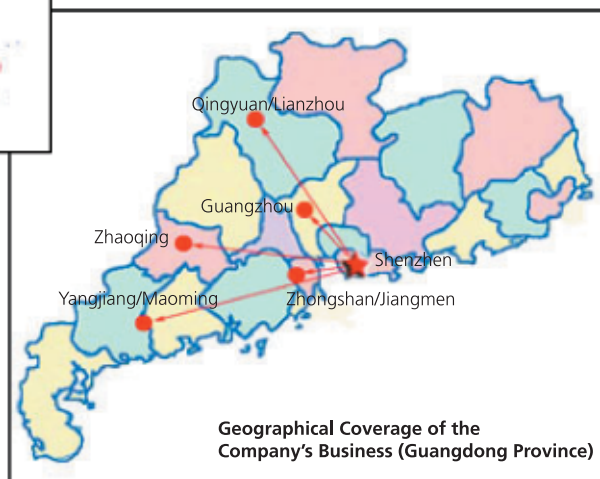 Qingyuan/Lianzhou
Guangzhou
Zhaoqing
Shenzhen
Yangjiang/Maoming
Zhongshan/Jiangmen
Geographical Coverage of the
Company’s Business (Guangdong Province)